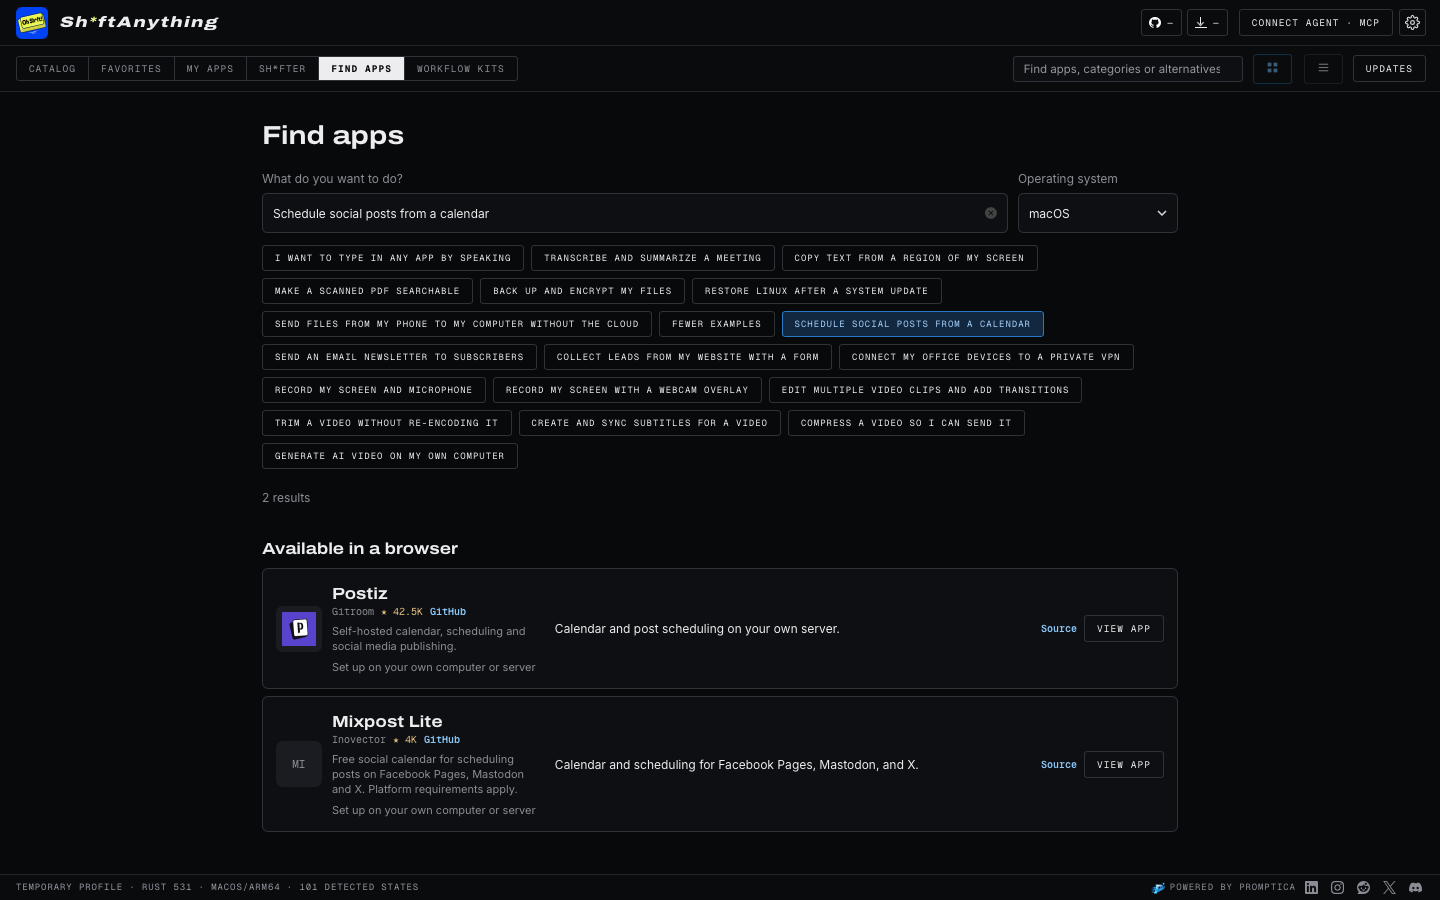 Oh Sh*ft!
Sh*ftAnything
–
–
CONNECT AGENT · MCP
CATALOG
FAVORITES
MY APPS
SH*FTER
FIND APPS
WORKFLOW KITS
Find apps, categories or alternatives
UPDATES
Find apps
What do you want to do?
Operating system
Schedule social posts from a calendar
macOS
I WANT TO TYPE IN ANY APP BY SPEAKING
TRANSCRIBE AND SUMMARIZE A MEETING
COPY TEXT FROM A REGION OF MY SCREEN
MAKE A SCANNED PDF SEARCHABLE
BACK UP AND ENCRYPT MY FILES
RESTORE LINUX AFTER A SYSTEM UPDATE
SEND FILES FROM MY PHONE TO MY COMPUTER WITHOUT THE CLOUD
FEWER EXAMPLES
SCHEDULE SOCIAL POSTS FROM A CALENDAR
SEND AN EMAIL NEWSLETTER TO SUBSCRIBERS
COLLECT LEADS FROM MY WEBSITE WITH A FORM
CONNECT MY OFFICE DEVICES TO A PRIVATE VPN
RECORD MY SCREEN AND MICROPHONE
RECORD MY SCREEN WITH A WEBCAM OVERLAY
EDIT MULTIPLE VIDEO CLIPS AND ADD TRANSITIONS
TRIM A VIDEO WITHOUT RE-ENCODING IT
CREATE AND SYNC SUBTITLES FOR A VIDEO
COMPRESS A VIDEO SO I CAN SEND IT
GENERATE AI VIDEO ON MY OWN COMPUTER
2 results
Available in a browser
Postiz
Gitroom ★ 42.5K GitHub
Self-hosted calendar, scheduling and
social media publishing.
Set up on your own computer or server
Calendar and post scheduling on your own server.
Source
VIEW APP
Mixpost Lite
Inovector ★ 4K GitHub
MI
Free social calendar for scheduling
posts on Facebook Pages, Mastodon
and X. Platform requirements apply.
Set up on your own computer or server
Calendar and scheduling for Facebook Pages, Mastodon, and X.
Source
VIEW APP
TEMPORARY PROFILE · RUST 531 · MACOS/ARM64 · 101 DETECTED STATES
POWERED BY PROMPTICA